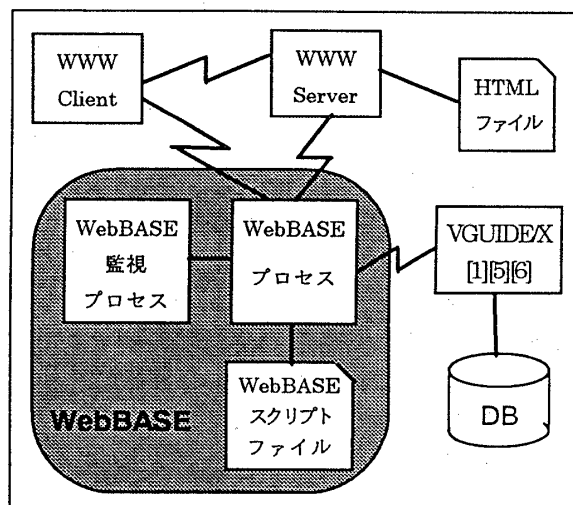 WWW
Client
WWW
Server
HTML
ファイル
WebBASE
監視
プロセス
WebBASE
プロセス
VGUIDE/X
[1][5][6]
WebBASE
スクリプト
ファイル
WebBASE
DB